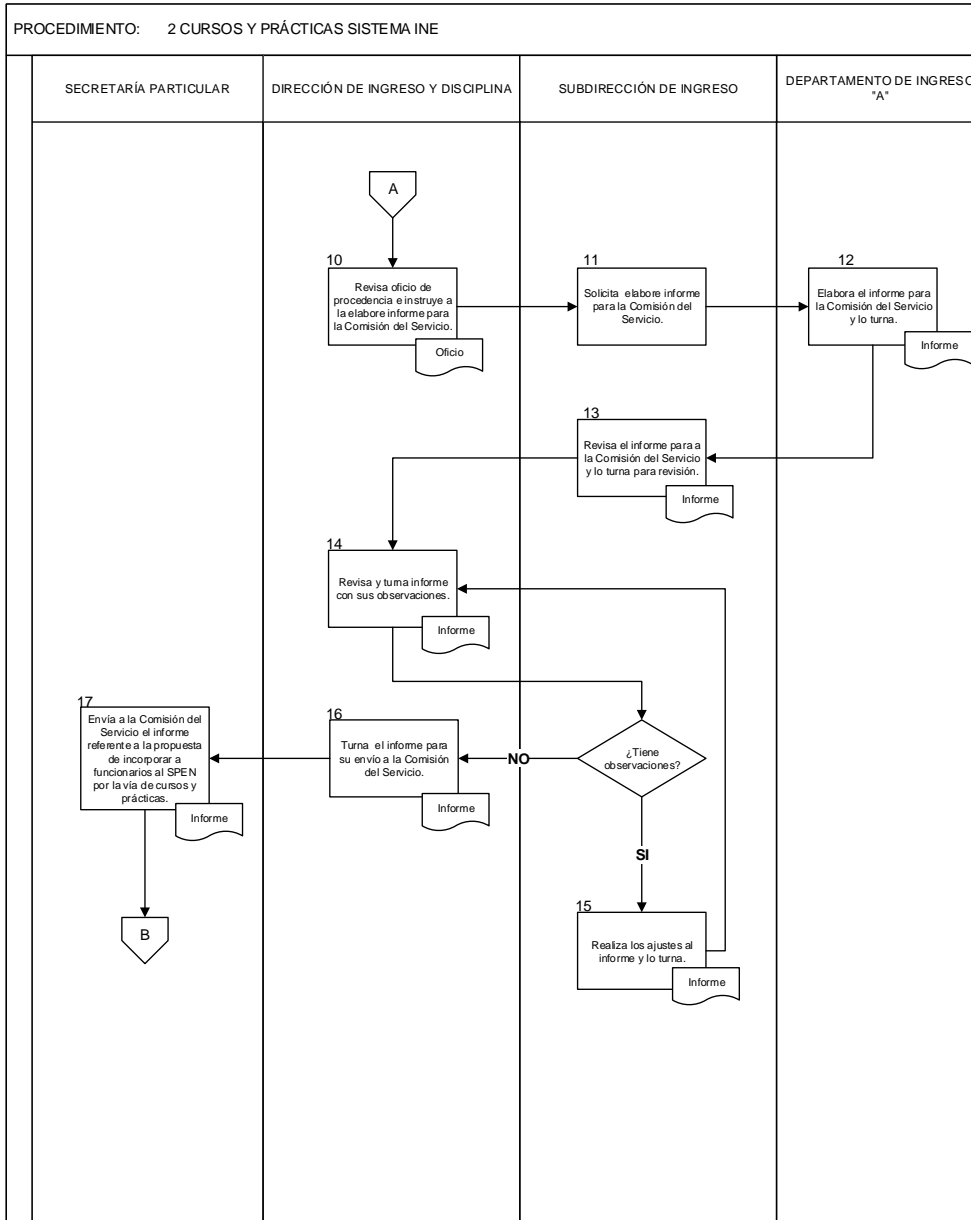 PROCEDIMIENTO: 2 CURSOS Y PRÁCTICAS SISTEMA INE
SECRETARÍA PARTICULAR
DIRECCIÓN DE INGRESO Y DISCIPLINA
SUBDIRECCIÓN DE INGRESO
DEPARTAMENTO DE INGRESO
"A"
A
10
Revisa oficio de
procedencia e instruye a
la elabore informe para
la Comisión del Servicio.
Oficio
11
Solicita elabore informe
para la Comisión del
Servicio.
12
Elabora el informe para
la Comisión del Servicio
y lo turna.
Informe
13
Revisa el informe para a
la Comisión del Servicio
y lo turna para revisión.
Informe
14
Revisa y turna informe
con sus observaciones.
Informe
¿Tiene
observaciones?
NO
SI
15
Realiza los ajustes al
informe y lo turna.
Informe
16
Turna el informe para
su envío a la Comisión
del Servicio.
Informe
17
Envía a la Comisión del
Servicio el informe
referente a la propuesta
de incorporar a
funcionarios al SPEN
por la vía de cursos y
prácticas.
Informe
B